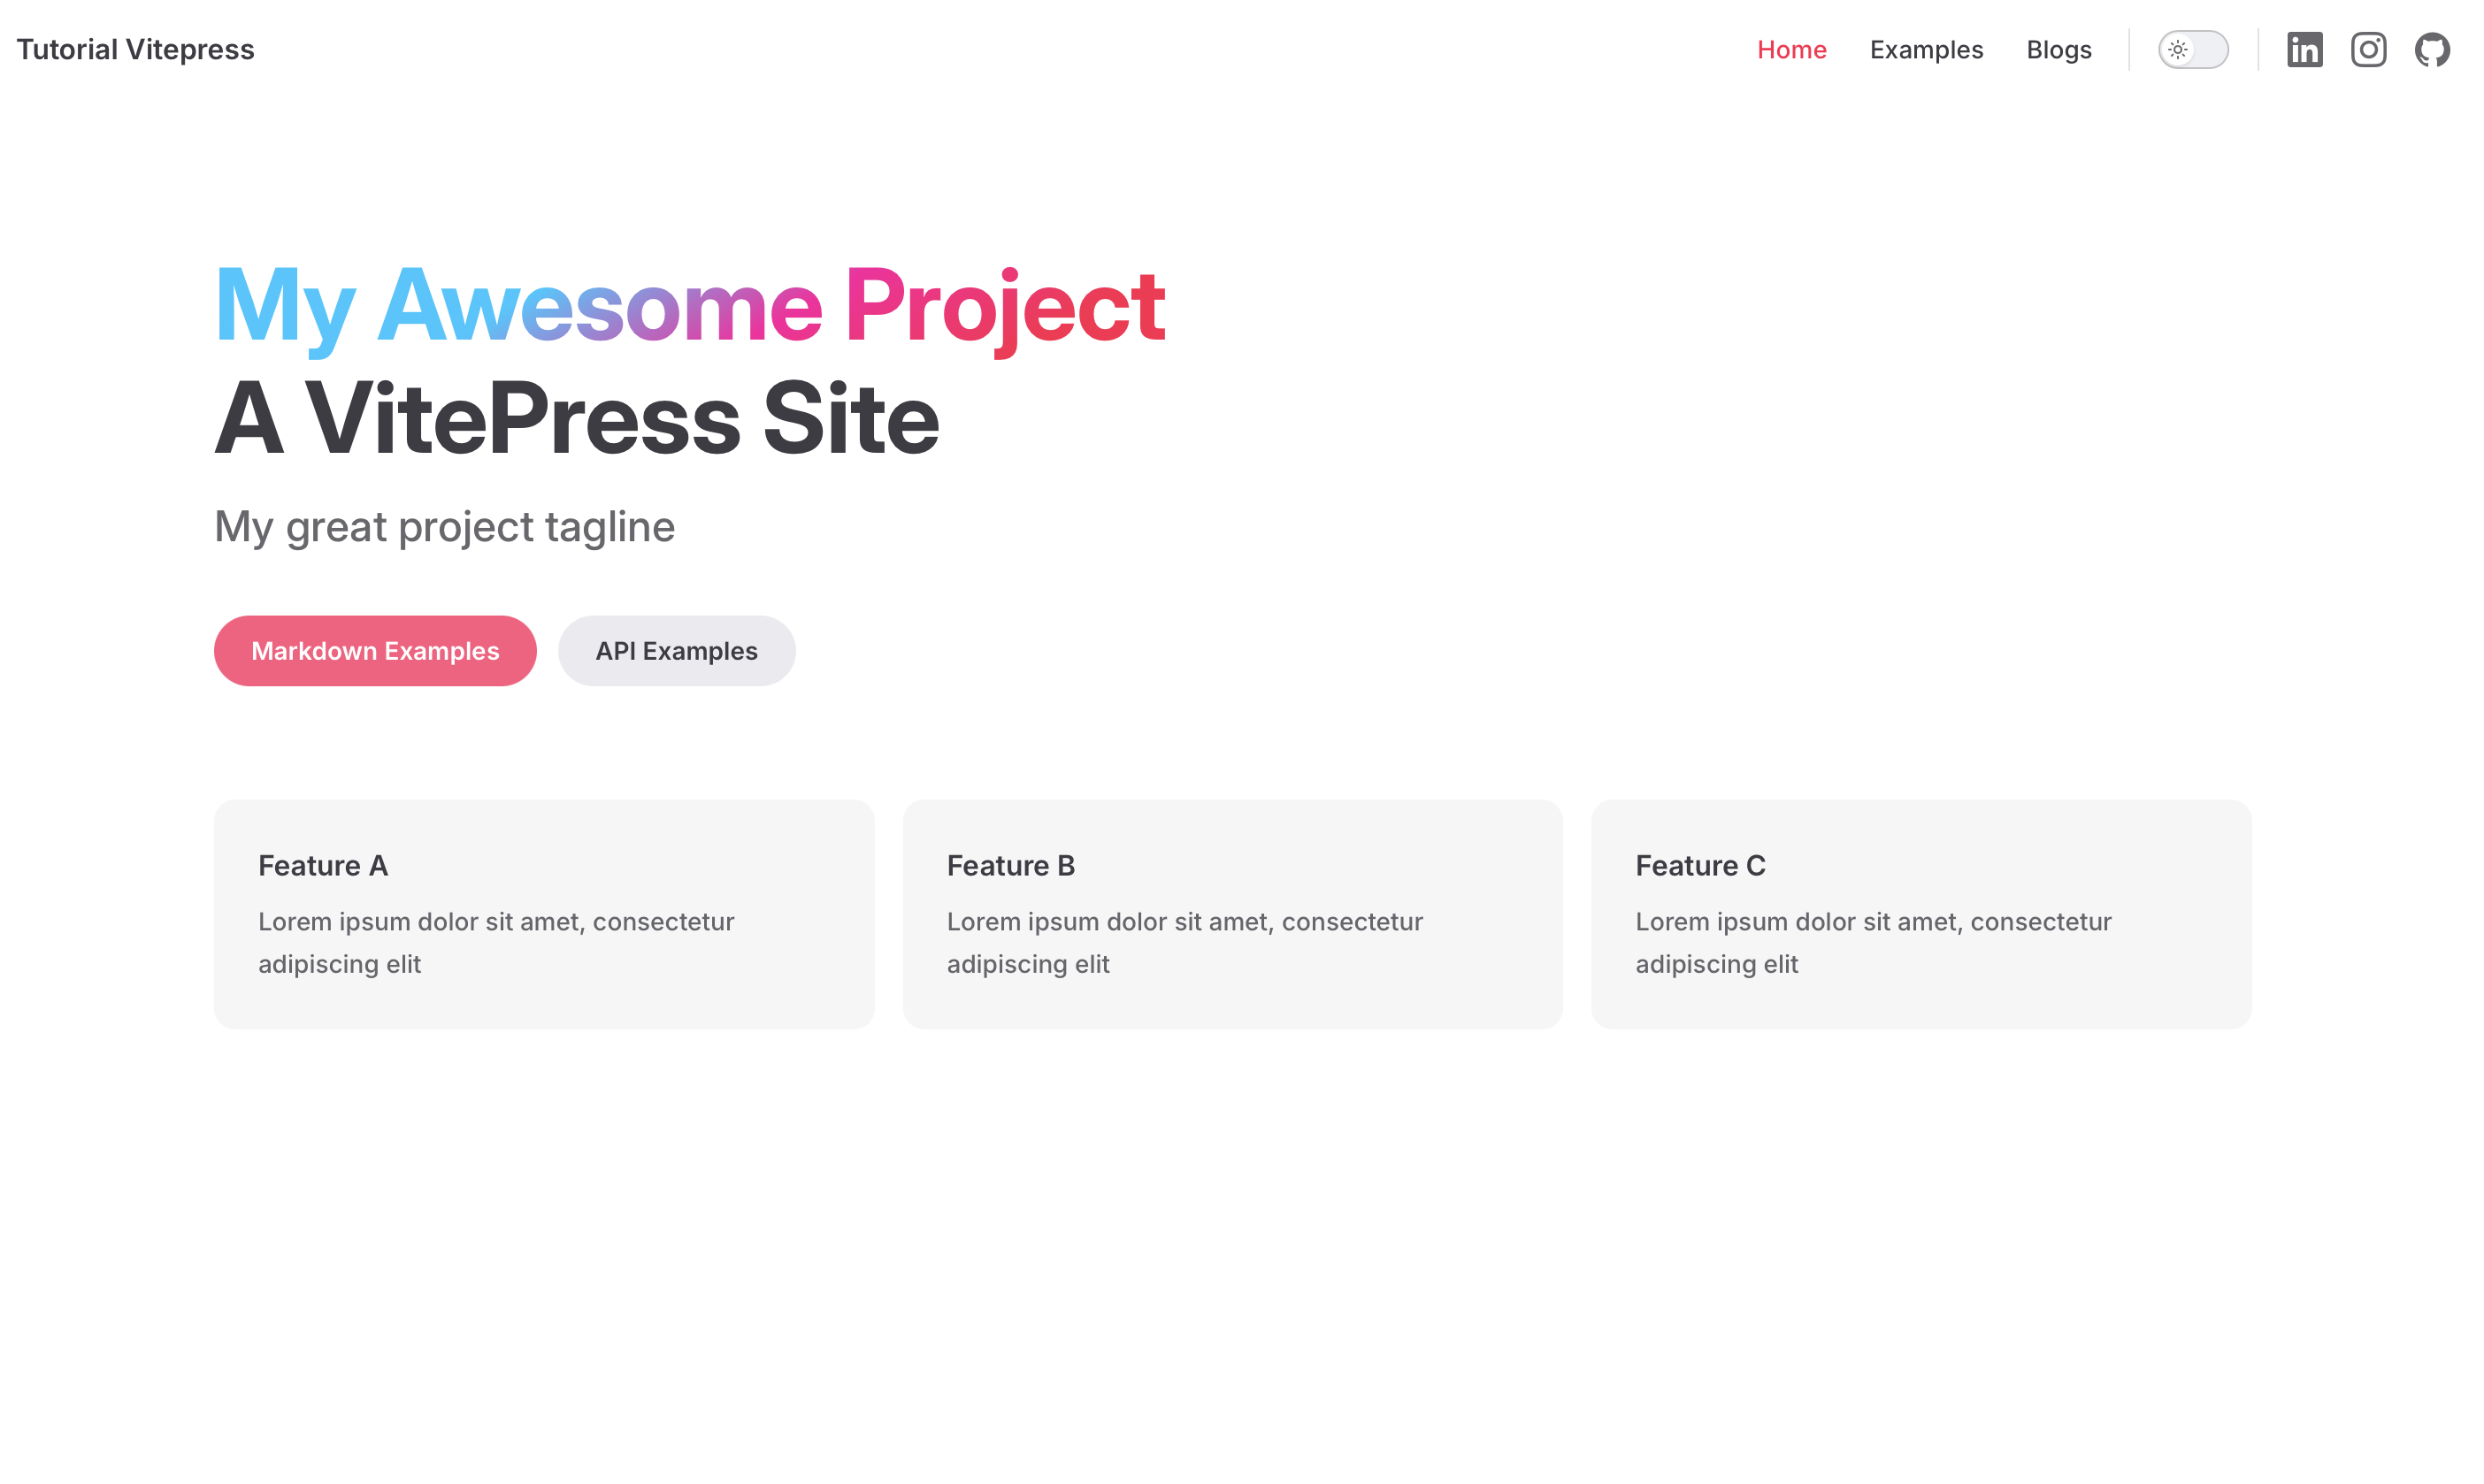 Tutorial Vitepress
Home Examples Blogs
My Awesome Project
A VitePress Site
My great project tagline
Markdown Examples API Examples
Feature A
Lorem ipsum dolor sit amet, consectetur
adipiscing elit
Feature B
Lorem ipsum dolor sit amet, consectetur
adipiscing elit
Feature C
Lorem ipsum dolor sit amet, consectetur
adipiscing elit